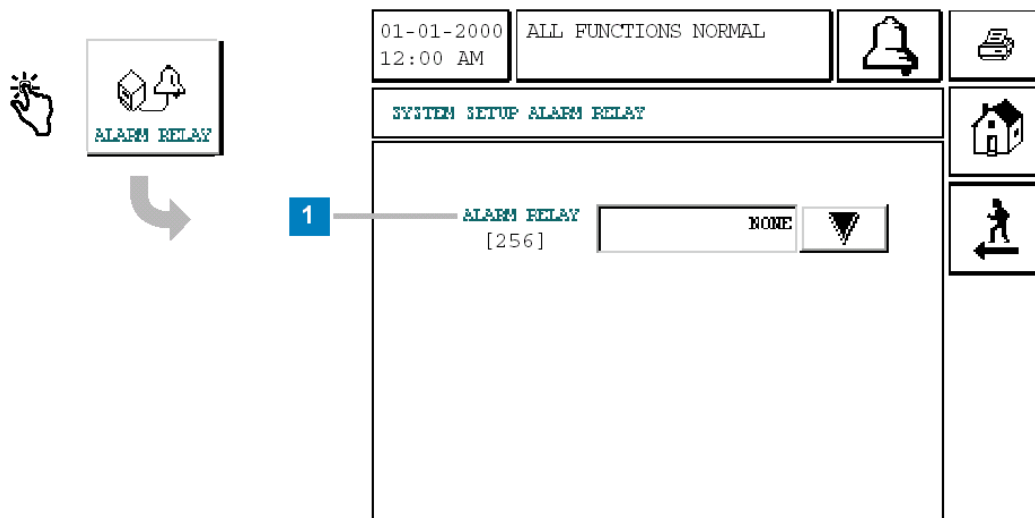 ALARM RELAY
01-01-2000
12:00 AM
ALL FUNCTIONS NORMAL
SYSTEM SETUP ALARM RELAY
1
ALARM RELAY
[256]
NONE